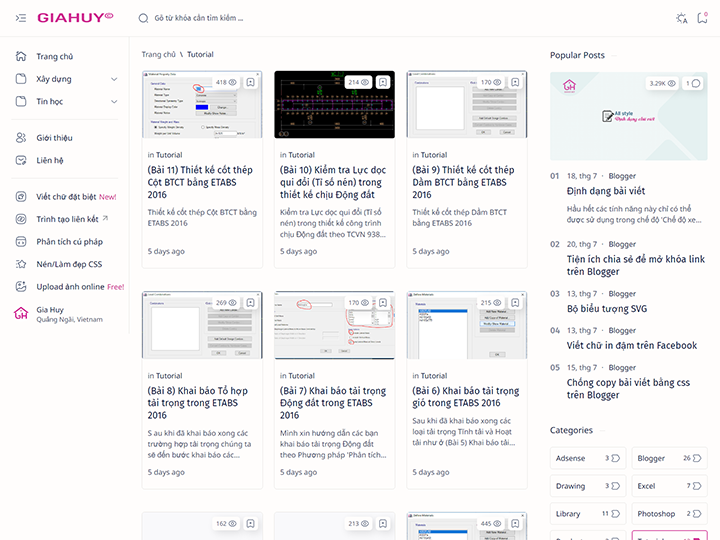 GIAHUY©
Gõ từ khóa cần tìm kiếm ...
0
Trang chủ
Xây dựng
Tin học
Giới thiệu
Liên hệ
Viết chữ đặt biệt New!
Trình tạo liên kết
Phân tích cú pháp
Nén/Làm đẹp CSS
Upload ảnh online Free!
GH
Gia Huy
Quảng Ngãi, Vietnam
Trang chủ \ Tutorial
418
in Tutorial
(Bài 11) Thiết kế cốt thép
Cột BTCT bằng ETABS
2016
Thiết kế cốt thép Cột BTCT bằng
ETABS 2016
5 days ago
214
in Tutorial
(Bài 10) Kiểm tra Lực dọc
qui đổi (Tỉ số nén) trong
thiết kế chịu Động đất
Kiểm tra Lực dọc qui đổi (Tỉ số
nén) trong thiết kế công trình
chịu Động đất theo TCVN 938...
5 days ago
170
in Tutorial
(Bài 9) Thiết kế cốt thép
Dầm BTCT bằng ETABS
2016
Thiết kế cốt thép Dầm BTCT bằng
ETABS 2016
5 days ago
269
in Tutorial
(Bài 8) Khai báo Tổ hợp
tải trọng trong ETABS
2016
S au khi đã khai báo xong các
trường hợp tải trọng chúng ta
sẽ đến bước khai báo các...
5 days ago
170
in Tutorial
(Bài 7) Khai báo tải trọng
Động đất trong ETABS
2016
Mình xin hướng dẫn các bạn
khai báo tải trọng Động đất
theo Phương pháp 'Phân tích...
5 days ago
215
in Tutorial
(Bài 6) Khai báo tải trọng
gió trong ETABS 2016
Sau khi đã khai báo xong các
loại tải trọng Tĩnh tải và Hoạt
tải như ở (Bài 5) Khai báo tải...
5 days ago
162
213
445
Popular Posts
3.29K
1
GH
All style
Định dạng bài viết
01 18, thg 7 · Blogger
Định dạng bài viết
Hầu hết các tính năng này chỉ có thể
được sử dụng trong chế độ 'Chế độ xe...
02 20, thg 7 · Blogger
Tiện ích chia sẻ để mở khóa link
trên Blogger
03 13, thg 7 · Blogger
Bộ biểu tượng SVG
04 13, thg 7 · Blogger
Viết chữ in đậm trên Facebook
05 15, thg 7 · Blogger
Chống copy bài viết bằng css
trên Blogger
Categories
Adsense 3
Blogger 26
Drawing 3
Excel 7
Library 11
Photoshop 2